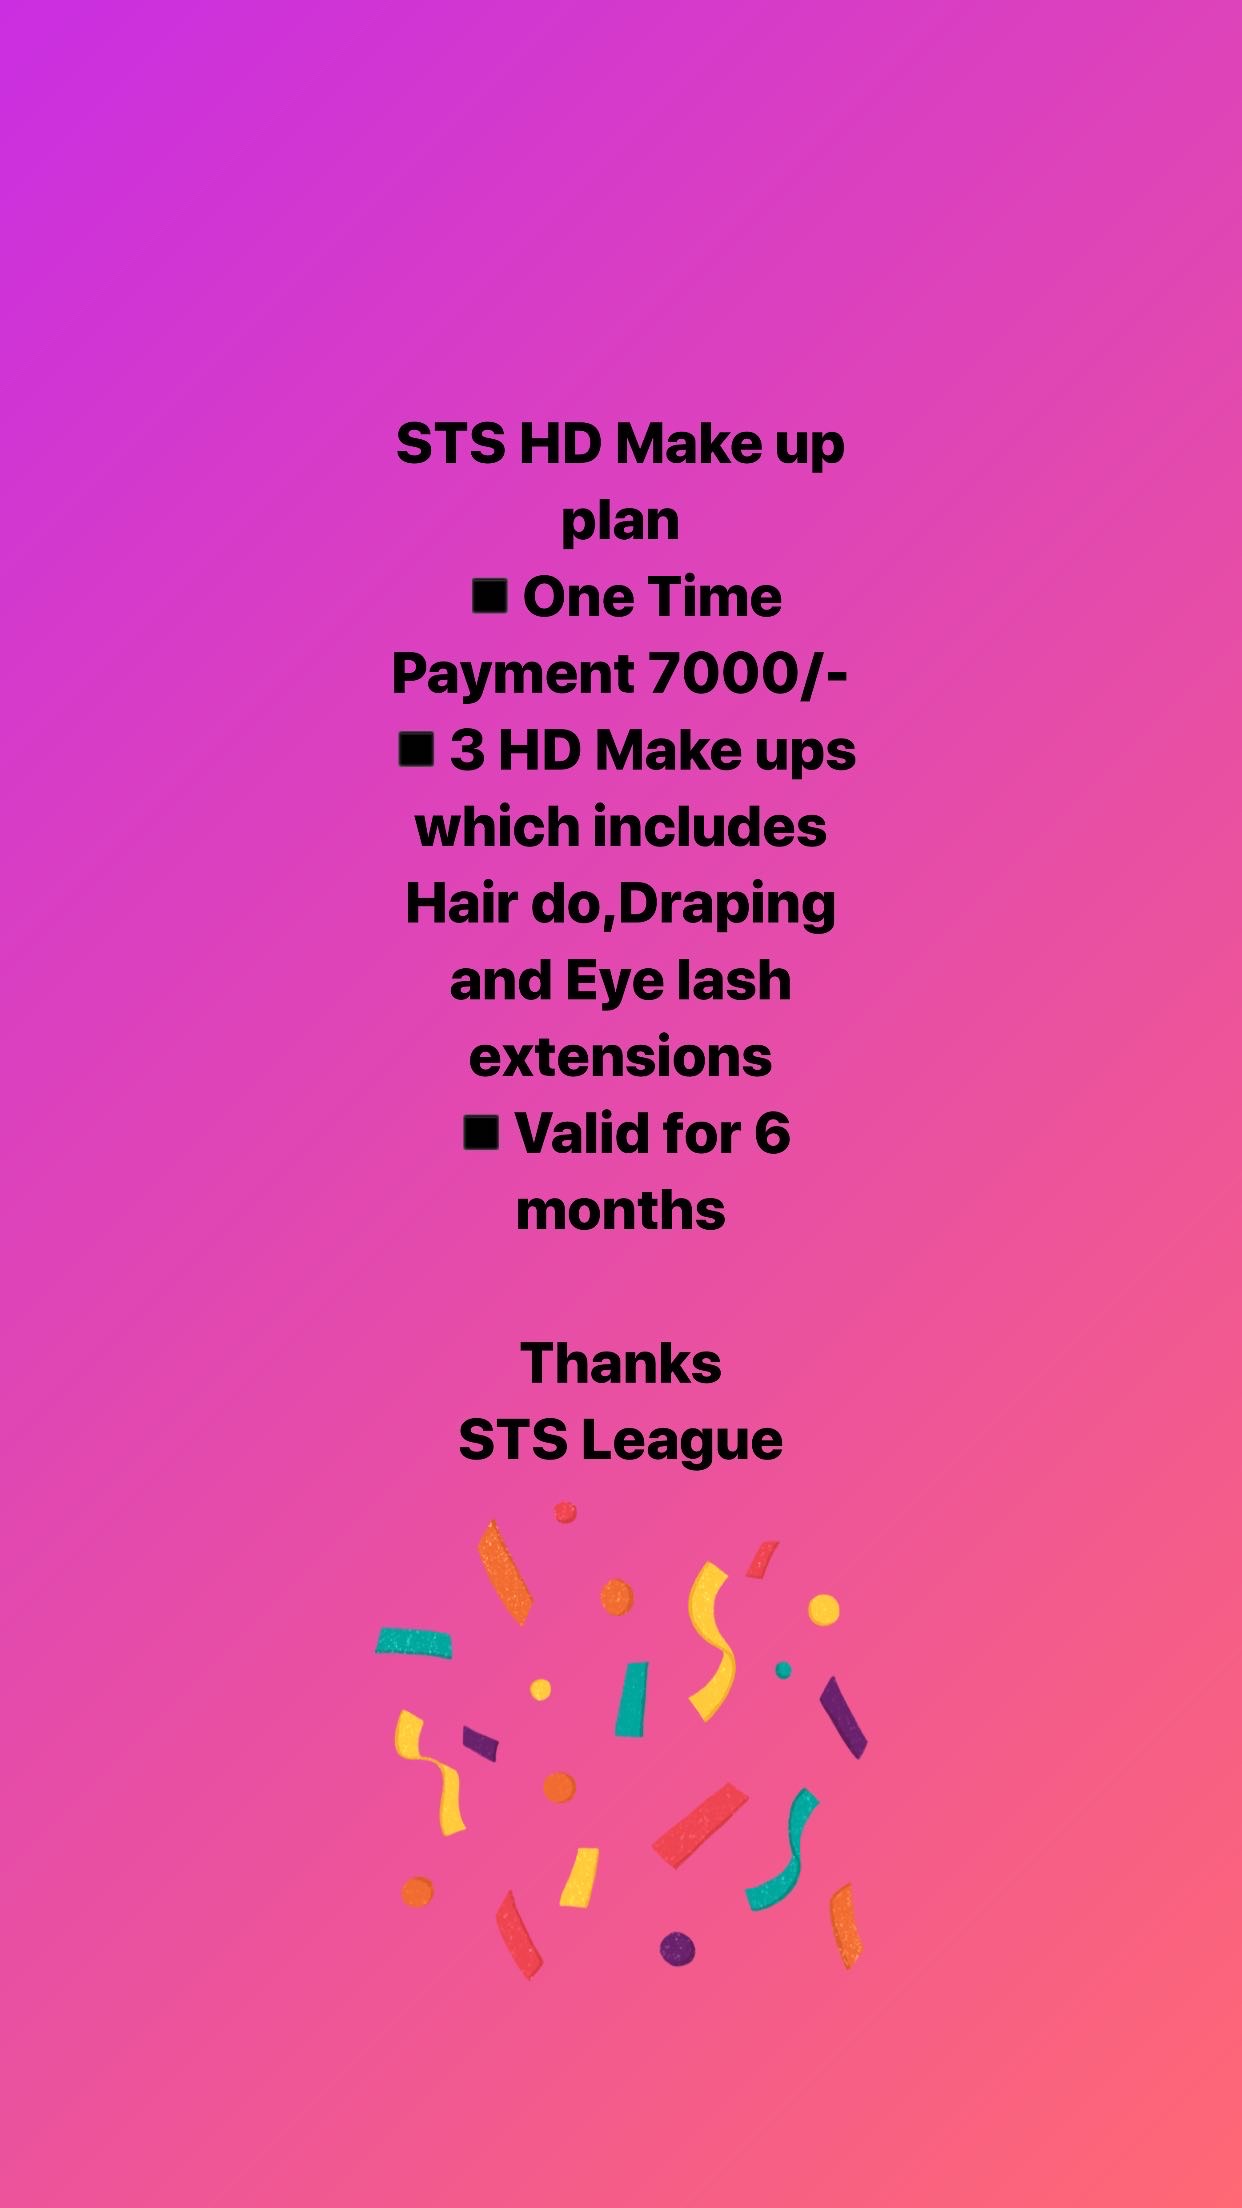 STS HD Make up
plan
◾ One Time
Payment 7000/-
◾ 3 HD Make ups
which includes
Hair do,Draping
and Eye lash
extensions
◾ Valid for 6
months

Thanks
STS League